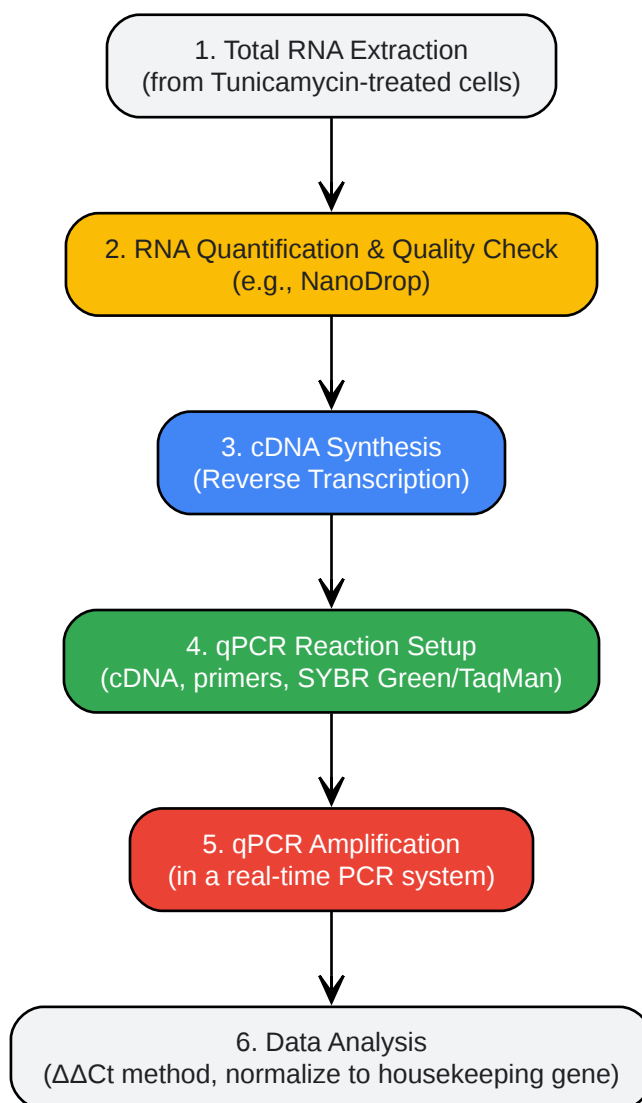 1. Total RNA Extraction
(from Tunicamycin-treated cells)
2. RNA Quantification & Quality Check
(e.g., NanoDrop)
3. cDNA Synthesis
(Reverse Transcription)
4. qPCR Reaction Setup
(cDNA, primers, SYBR Green/TaqMan)
5. qPCR Amplification
(in a real-time PCR system)
6. Data Analysis
(ΔΔCt method, normalize to housekeeping gene)